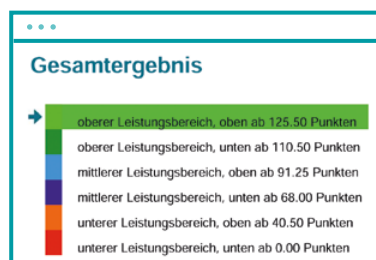 Gesamtergebnis
oberer Leistungsbereich, oben ab 125.50 Punkten
oberer Leistungsbereich, unten ab 110.50 Punkten
mittlerer Leistungsbereich, oben ab 91.25 Punkten
mittlerer Leistungsbereich, unten ab 68.00 Punkten
unterer Leistungsbereich, oben ab 40.50 Punkten
unterer Leistungsbereich, unten ab 0.00 Punkten